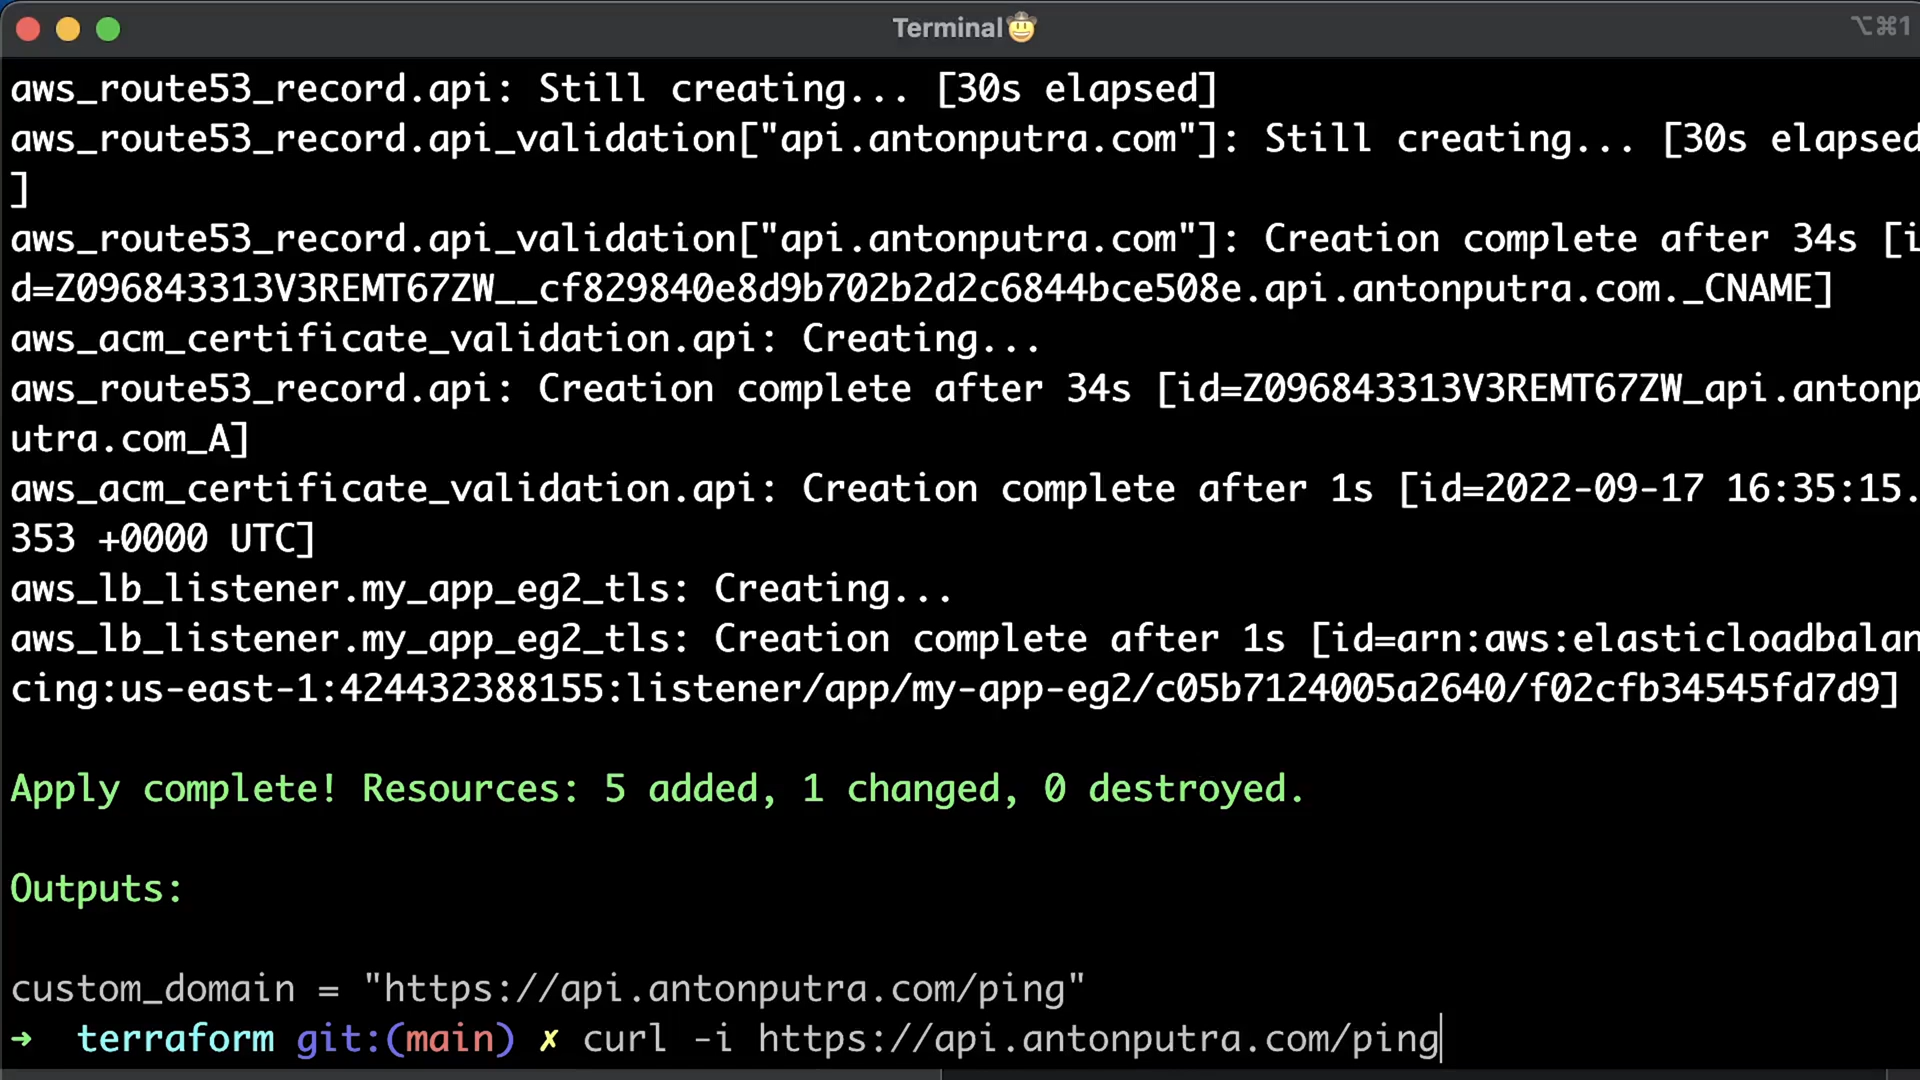 Terminal🤠
⌥⌘1
aws_route53_record.api: Still creating... [30s elapsed]
aws_route53_record.api_validation["api.antonputra.com"]: Still creating... [30s elapsed
]
aws_route53_record.api_validation["api.antonputra.com"]: Creation complete after 34s [i
d=Z096843313V3REMT67ZW__cf829840e8d9b702b2d2c6844bce508e.api.antonputra.com._CNAME]
aws_acm_certificate_validation.api: Creating...
aws_route53_record.api: Creation complete after 34s [id=Z096843313V3REMT67ZW_api.antonp
utra.com_A]
aws_acm_certificate_validation.api: Creation complete after 1s [id=2022-09-17 16:35:15.
353 +0000 UTC]
aws_lb_listener.my_app_eg2_tls: Creating...
aws_lb_listener.my_app_eg2_tls: Creation complete after 1s [id=arn:aws:elasticloadbalan
cing:us-east-1:424432388155:listener/app/my-app-eg2/c05b7124005a2640/f02cfb34545fd7d9]
Apply complete! Resources: 5 added, 1 changed, 0 destroyed.
Outputs:
custom_domain = "https://api.antonputra.com/ping"
➜ terraform git:(main) ✗ curl -i https://api.antonputra.com/ping